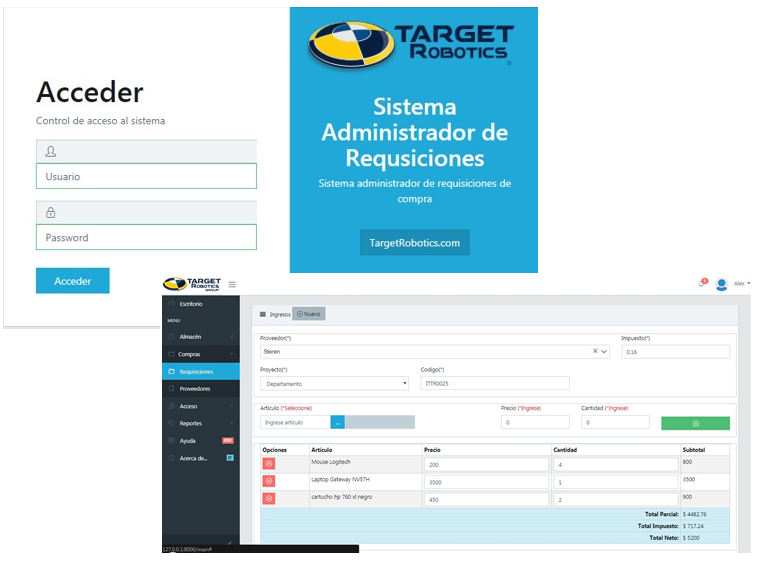 TARGET
ROBOTICS
Acceder
Control de acceso al sistema
Usuario
Password
Acceder
Sistema
Administrador de
Requsiciones
Sistema administrador de requisiciones de
compra
TargetRobotics.com
TARGET
ROBOTICS
GROUP
Alex
Escritorio
MENU
Almacén
Compras
Requisiciones
Proveedores
Acceso
Reportes
Ayuda PDF
Acerca de... IT
Ingresos Nuevo
Proveedor(*) Impuesto(*)
Steren 0.16
Proyecto(*) Codigo(*)
Departamento ITTR0025
Artículo (*Seleccione) Precio (*Ingrese) Cantidad (*Ingrese)
Ingrese artículo ... 0 0
Opciones Articulo Precio Cantidad Subtotal
Mouse Logitech 200 4 800
Laptop Gateway NV57H 3500 1 3500
cartucho hp 760 xl negro 450 2 900
Total Parcial: $ 4482.76
Total Impuesto: $ 717.24
Total Neto: $ 5200
127.0.0.1:8000/main#